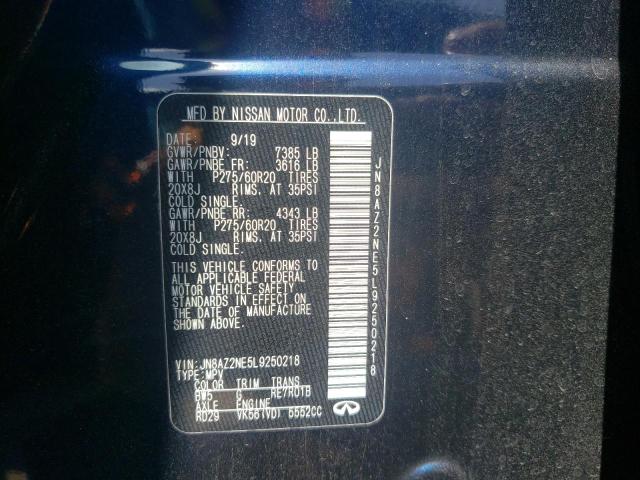 MFD BY NISSAN MOTOR CO.,LTD.
DATE: 9/19
GVWR/PNBV: 7385 LB
GAWR/PNBE FR: 3616 LB
WITH P275/60R20 TIRES
20X8J RIMS. AT 35PSI
COLD SINGLE.
GAWR/PNBE RR: 4343 LB
WITH P275/60R20 TIRES
20X8J RIMS. AT 35PSI
COLD SINGLE.
THIS VEHICLE CONFORMS TO
ALL APPLICABLE FEDERAL
MOTOR VEHICLE SAFETY
STANDARDS IN EFFECT ON
THE DATE OF MANUFACTURE
SHOWN ABOVE.
VIN: JN8AZ2NE5L9250218
TYPE: MPV
COLOR TRIM TRANS
BW5 G RE7R01B
AXLE ENGINE
RD29 VK56(VD) 5552CC
JN8AZ2NE5L9250218